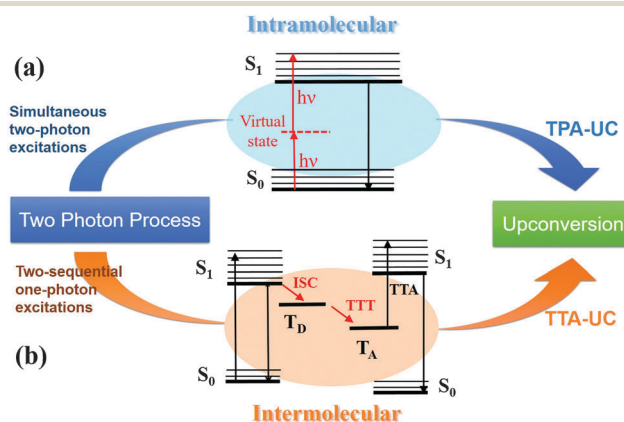 Intramolecular
(a)
S1
hν
Virtual
state
hν
S0
Simultaneous
two-photon
excitations
TPA-UC
Two Photon Process
Upconversion
Two-sequential
one-photon
excitations
S1
ISC
TD
TTT
TA
TTA
S1
TTA-UC
(b)
S0
S0
Intermolecular